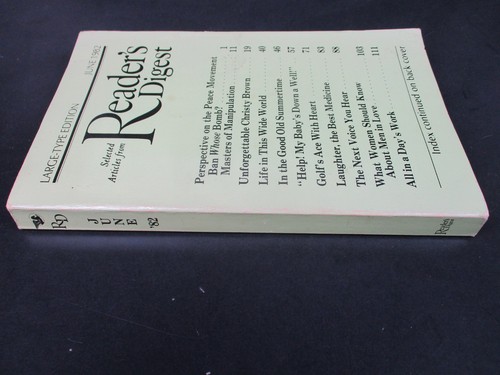 LARGE-TYPE EDITION JUNE 1982
Selected
Articles from
Reader's
Digest
Perspective on the Peace Movement
Ban Whose Bomb? 1
Masters of Manipulation 11
Unforgettable Christy Brown 19
Life in This Wide World 40
In the Good Old Summertime 46
"Help! My Baby's Down a Well!" 57
Golf's Ace With Heart 71
Laughter, the Best Medicine 83
The Next Voice You Hear 88
What Women Should Know
About Men in Love 103
All in a Day's Work 111
Index continued on back cover
RD
JUNE
'82